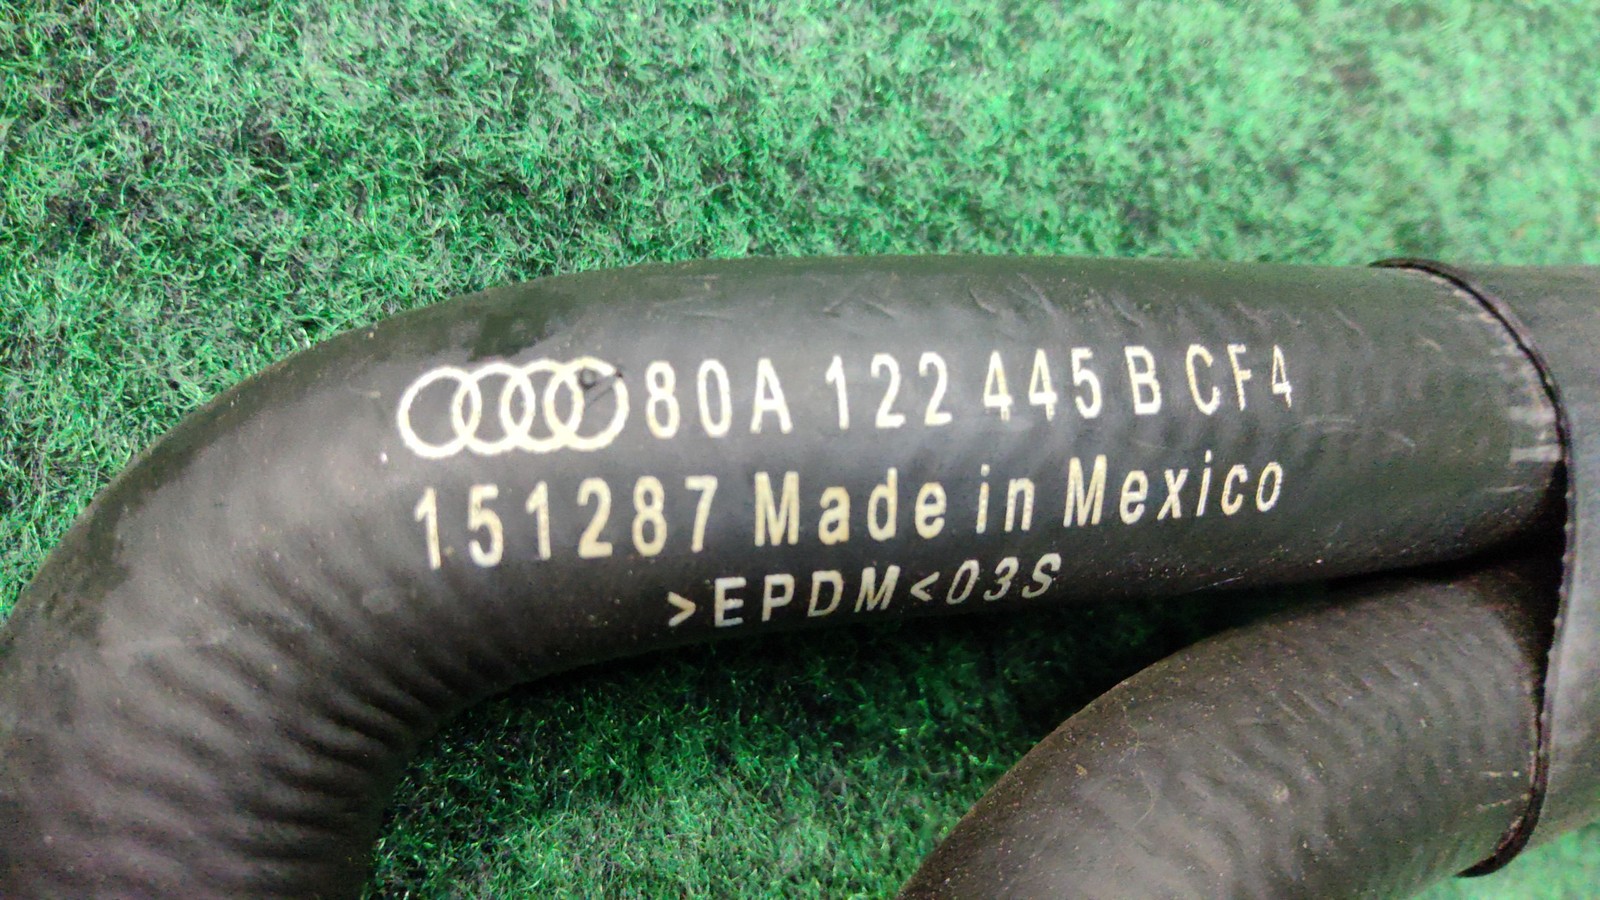 80A 122 445 B CF4
151287 Made in Mexico
>EPDM<03S